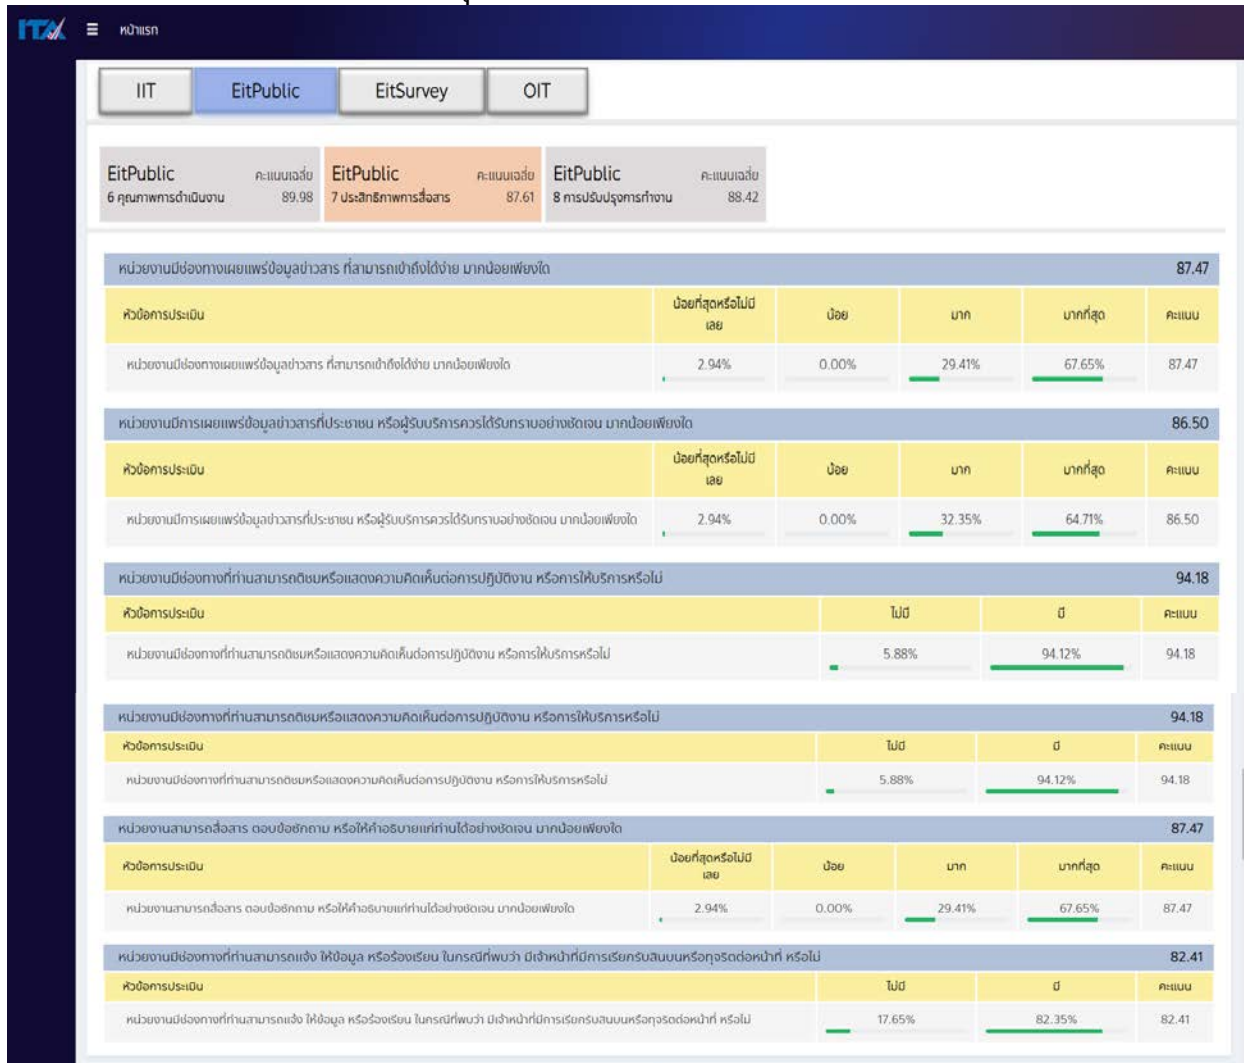 ITA หน้าแรก
IIT EitPublic EitSurvey OIT
EitPublic คะแนนเฉลี่ย EitPublic คะแนนเฉลี่ย EitPublic คะแนนเฉลี่ย
6 คุณภาพการดำเนินงาน 89.98 7 ประสิทธิภาพการสื่อสาร 87.61 8 การปรับปรุงการทำงาน 88.42
หน่วยงานมีช่องทางเผยแพร่ข้อมูลข่าวสาร ที่สามารถเข้าถึงได้ง่าย มากน้อยเพียงใด 87.47
หัวข้อการประเมิน น้อยที่สุดหรือไม่มี น้อย มาก มากที่สุด คะแนน
เลย
หน่วยงานมีช่องทางเผยแพร่ข้อมูลข่าวสาร ที่สามารถเข้าถึงได้ง่าย มากน้อยเพียงใด 2.94% 0.00% 29.41% 67.65% 87.47
หน่วยงานมีการเผยแพร่ข้อมูลข่าวสารที่ประชาชน หรือผู้รับบริการควรได้รับทราบอย่างชัดเจน มากน้อยเพียงใด 86.50
หัวข้อการประเมิน น้อยที่สุดหรือไม่มี น้อย มาก มากที่สุด คะแนน
เลย
หน่วยงานมีการเผยแพร่ข้อมูลข่าวสารที่ประชาชน หรือผู้รับบริการควรได้รับทราบอย่างชัดเจน มากน้อยเพียงใด 2.94% 0.00% 32.35% 64.71% 86.50
หน่วยงานมีช่องทางที่ท่านสามารถติชมหรือแสดงความคิดเห็นต่อการปฏิบัติงาน หรือการให้บริการหรือไม่ 94.18
หัวข้อการประเมิน ไม่มี มี คะแนน
หน่วยงานมีช่องทางที่ท่านสามารถติชมหรือแสดงความคิดเห็นต่อการปฏิบัติงาน หรือการให้บริการหรือไม่ 5.88% 94.12% 94.18
หน่วยงานมีช่องทางที่ท่านสามารถติชมหรือแสดงความคิดเห็นต่อการปฏิบัติงาน หรือการให้บริการหรือไม่ 94.18
หัวข้อการประเมิน ไม่มี มี คะแนน
หน่วยงานมีช่องทางที่ท่านสามารถติชมหรือแสดงความคิดเห็นต่อการปฏิบัติงาน หรือการให้บริการหรือไม่ 5.88% 94.12% 94.18
หน่วยงานสามารถสื่อสาร ตอบข้อซักถาม หรือให้คำอธิบายแก่ท่านได้อย่างชัดเจน มากน้อยเพียงใด 87.47
หัวข้อการประเมิน น้อยที่สุดหรือไม่มี น้อย มาก มากที่สุด คะแนน
เลย
หน่วยงานสามารถสื่อสาร ตอบข้อซักถาม หรือให้คำอธิบายแก่ท่านได้อย่างชัดเจน มากน้อยเพียงใด 2.94% 0.00% 29.41% 67.65% 87.47
หน่วยงานมีช่องทางที่ท่านสามารถแจ้ง ให้ข้อมูล หรือร้องเรียน ในกรณีที่พบว่า มีเจ้าหน้าที่มีการเรียกรับสินบนหรือทุจริตต่อหน้าที่ หรือไม่ 82.41
หัวข้อการประเมิน ไม่มี มี คะแนน
หน่วยงานมีช่องทางที่ท่านสามารถแจ้ง ให้ข้อมูล หรือร้องเรียน ในกรณีที่พบว่า มีเจ้าหน้าที่มีการเรียกรับสินบนหรือทุจริตต่อหน้าที่ หรือไม่ 17.65% 82.35% 82.41